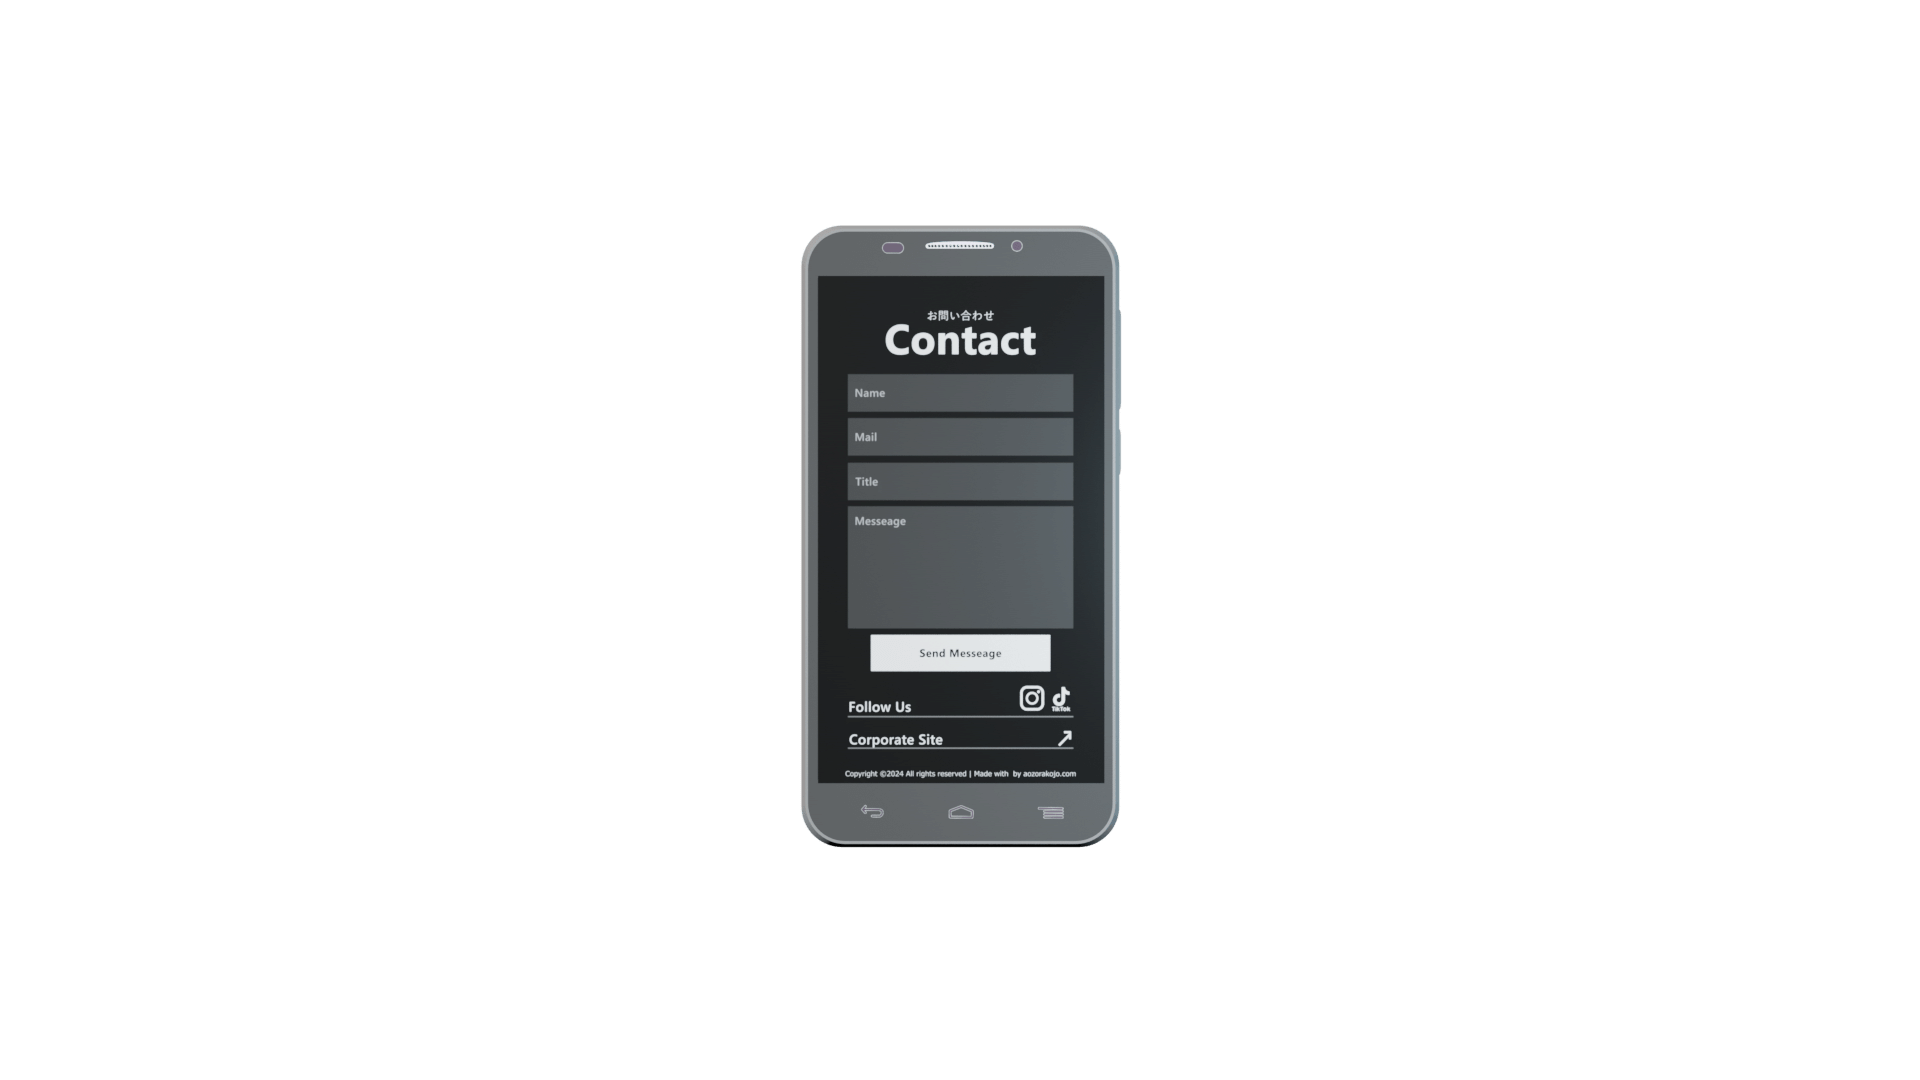 お問い合わせ
Contact
Name
Mail
Title
Messeage
Send Messeage
Follow Us
TikTok
Corporate Site
Copyright ©2024 All rights reserved | Made with by aozorakojo.com